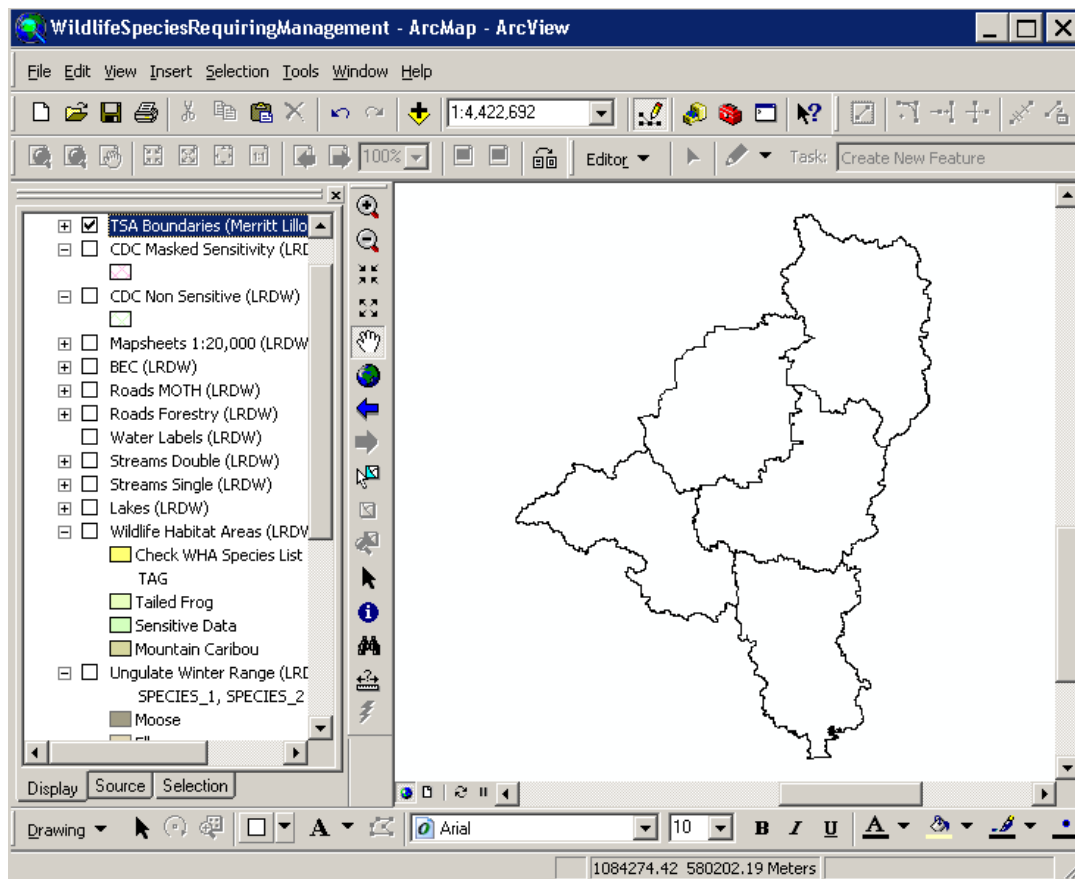 WildlifeSpeciesRequiringManagement - ArcMap - ArcView
File Edit View Insert Selection Tools Window Help
1:4,422,692
100% Editor Task: Create New Feature
TSA Boundaries (Merritt Lillo
CDC Masked Sensitivity (LRD
CDC Non Sensitive (LRDW)
Mapsheets 1:20,000 (LRDW
BEC (LRDW)
Roads MOTH (LRDW)
Roads Forestry (LRDW)
Water Labels (LRDW)
Streams Double (LRDW)
Streams Single (LRDW)
Lakes (LRDW)
Wildlife Habitat Areas (LRDW
Check WHA Species List
TAG
Tailed Frog
Sensitive Data
Mountain Caribou
Ungulate Winter Range (LRD
SPECIES_1, SPECIES_2
Moose
Display Source Selection
Drawing A Arial 10 B I U A
1084274.42 580202.19 Meters